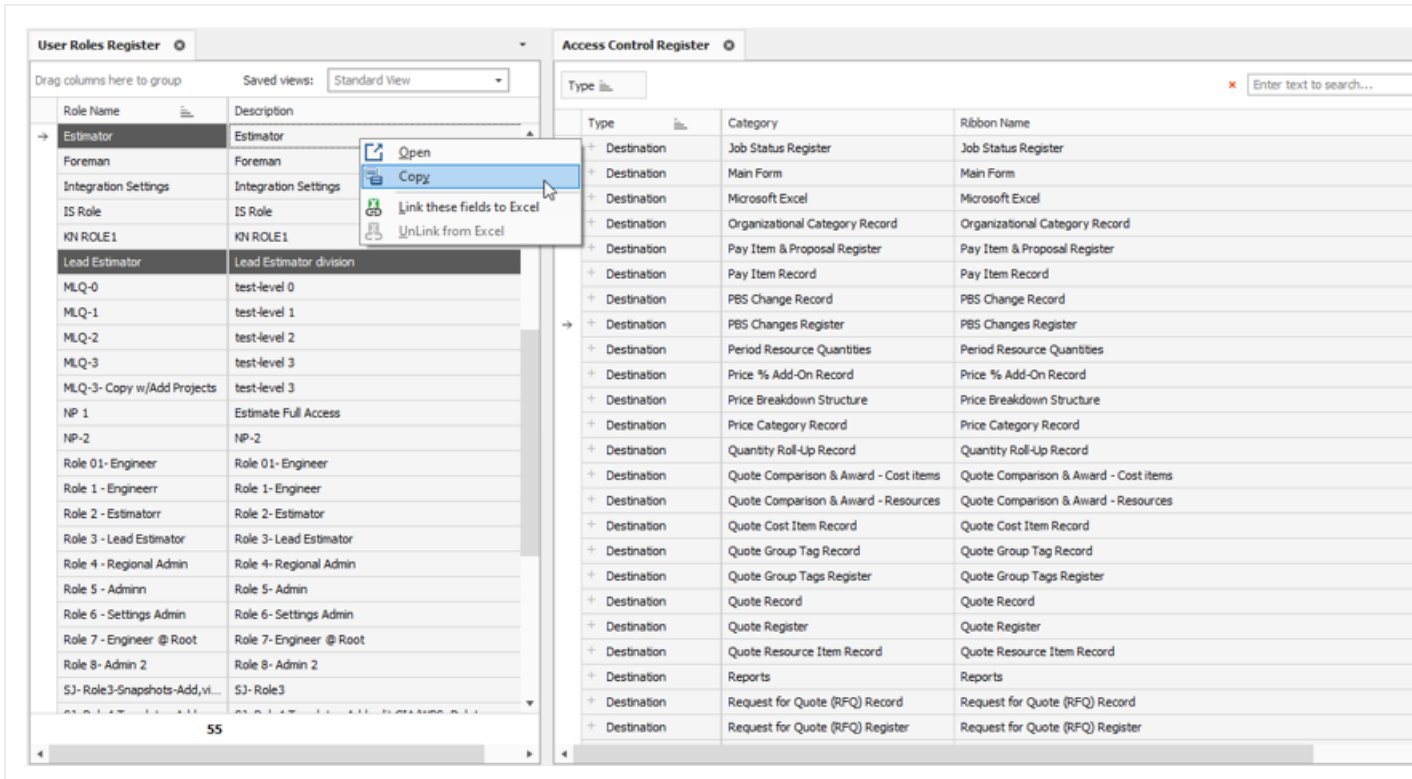 User Roles Register
Drag columns here to group Saved views: Standard View
Role Name Description
Estimator Estimator
Foreman Foreman
Integration Settings Integration Settings
IS Role IS Role
KN ROLE1 KN ROLE1
Lead Estimator Lead Estimator division
MLQ-0 test-level 0
MLQ-1 test-level 1
MLQ-2 test-level 2
MLQ-3 test-level 3
MLQ-3- Copy w/Add Projects test-level 3
NP 1 Estimate Full Access
NP-2 NP-2
Role 01- Engineer Role 01- Engineer
Role 1 - Engineerr Role 1- Engineer
Role 2 - Estimatorr Role 2- Estimator
Role 3 - Lead Estimator Role 3- Lead Estimator
Role 4 - Regional Admin Role 4- Regional Admin
Role 5 - Adminn Role 5- Admin
Role 6 - Settings Admin Role 6- Settings Admin
Role 7 - Engineer @ Root Role 7- Engineer @ Root
Role 8- Admin 2 Role 8- Admin 2
SJ- Role3-Snapshots-Add,vi... SJ- Role3
55
Open
Copy
Link these fields to Excel
UnLink from Excel
Access Control Register
Type Enter text to search...
Type Category Ribbon Name
Destination Job Status Register Job Status Register
Destination Main Form Main Form
Destination Microsoft Excel Microsoft Excel
Destination Organizational Category Record Organizational Category Record
Destination Pay Item & Proposal Register Pay Item & Proposal Register
Destination Pay Item Record Pay Item Record
Destination PBS Change Record PBS Change Record
Destination PBS Changes Register PBS Changes Register
Destination Period Resource Quantities Period Resource Quantities
Destination Price % Add-On Record Price % Add-On Record
Destination Price Breakdown Structure Price Breakdown Structure
Destination Price Category Record Price Category Record
Destination Quantity Roll-Up Record Quantity Roll-Up Record
Destination Quote Comparison & Award - Cost items Quote Comparison & Award - Cost items
Destination Quote Comparison & Award - Resources Quote Comparison & Award - Resources
Destination Quote Cost Item Record Quote Cost Item Record
Destination Quote Group Tag Record Quote Group Tag Record
Destination Quote Group Tags Register Quote Group Tags Register
Destination Quote Record Quote Record
Destination Quote Register Quote Register
Destination Quote Resource Item Record Quote Resource Item Record
Destination Reports Reports
Destination Request for Quote (RFQ) Record Request for Quote (RFQ) Record
Destination Request for Quote (RFQ) Register Request for Quote (RFQ) Register